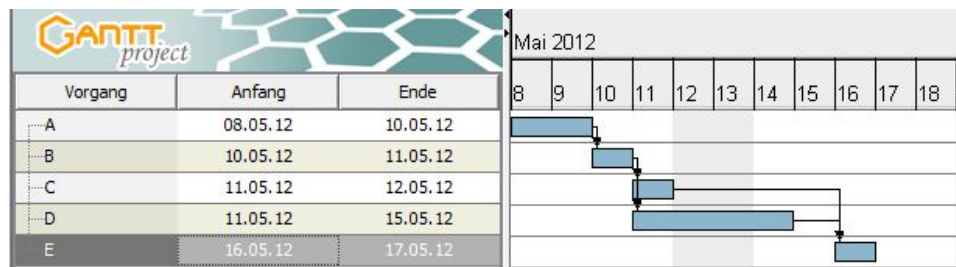 GANTT
project
Mai 2012
Vorgang Anfang Ende 8 9 10 11 12 13 14 15 16 17 18
A 08.05.12 10.05.12
B 10.05.12 11.05.12
C 11.05.12 12.05.12
D 11.05.12 15.05.12
E 16.05.12 17.05.12